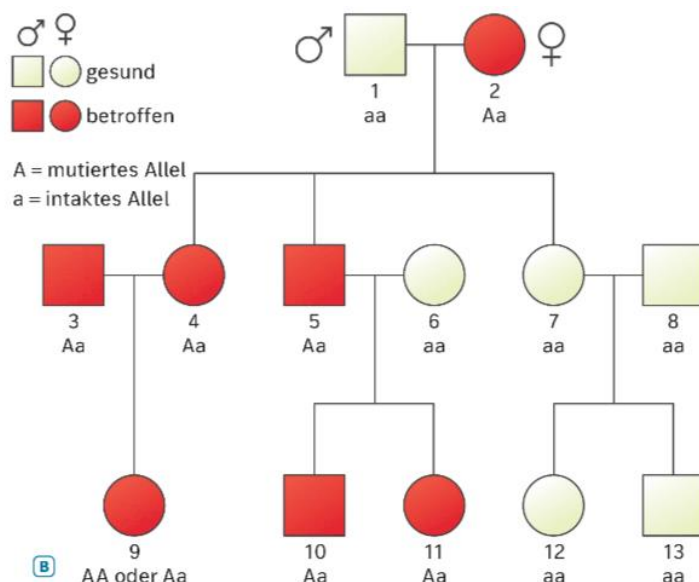 ♂ ♀
gesund
betroffen
A = mutiertes Allel
a = intaktes Allel
♂ ♀
1 2
aa Aa
3 4 5 6 7 8
Aa Aa Aa aa aa aa
9 10 11 12 13
AA oder Aa Aa Aa aa aa
B